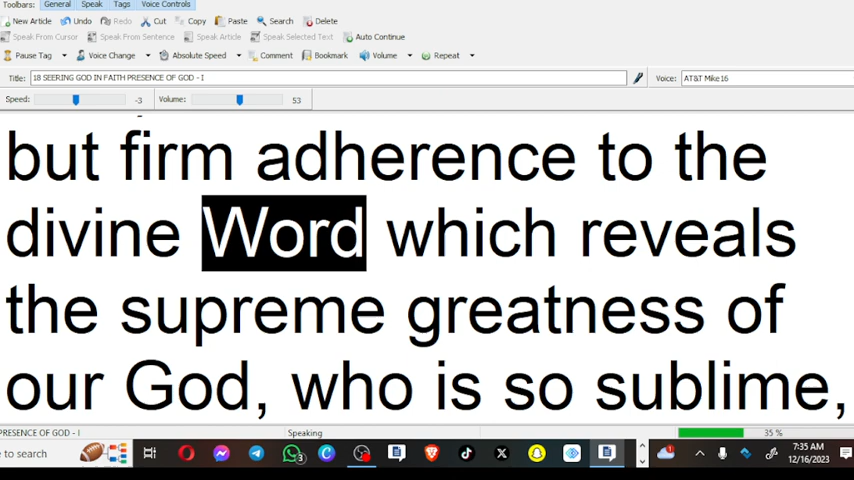 Toolbars: General Speak Tags Voice Controls
New Article Undo Redo Cut Copy Paste Search Delete
Speak From Cursor Speak From Sentence Speak Article Speak Selected Text Auto Continue
Pause Tag Voice Change Absolute Speed Comment Bookmark Volume Repeat
Title: 18 SEERING GOD IN FAITH PRESENCE OF GOD - I Voice: AT&T Mike16
Speed: -3 Volume: 53
but firm adherence to the
divine Word which reveals
the supreme greatness of
our God, who is so sublime,
PRESENCE OF GOD - I Speaking 35 %
e to search 3 7:35 AM
12/16/2023